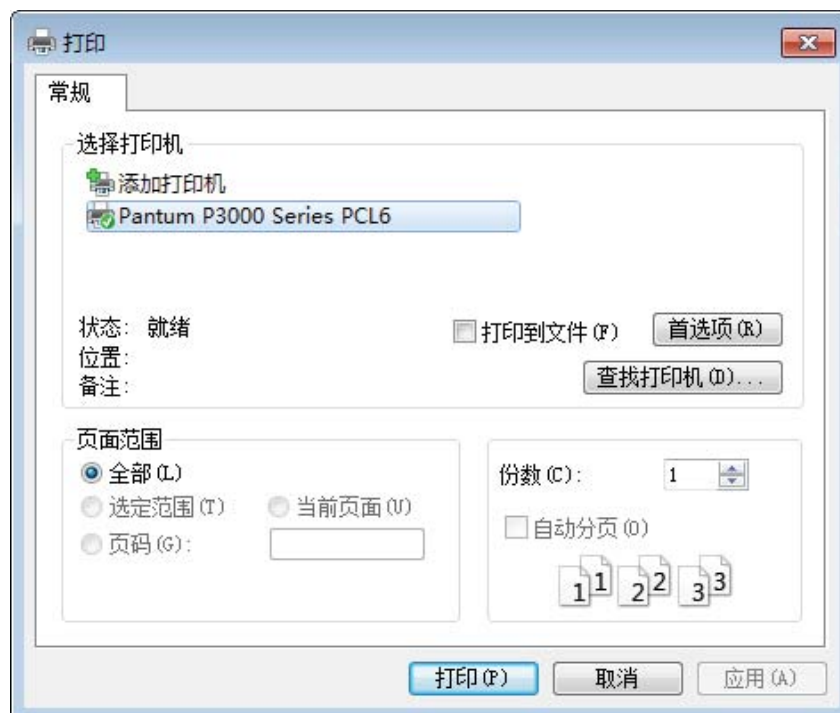 打印
常规
选择打印机
添加打印机
Pantum P3000 Series PCL6
状态: 就绪
打印到文件(F) 首选项(R)
位置:
备注:
查找打印机(D)...
页面范围
全部(L)
选定范围(T) 当前页面(U)
页码(G):
份数(C): 1
自动分页(O)
1 1 2 2 3 3
打印(P) 取消 应用(A)